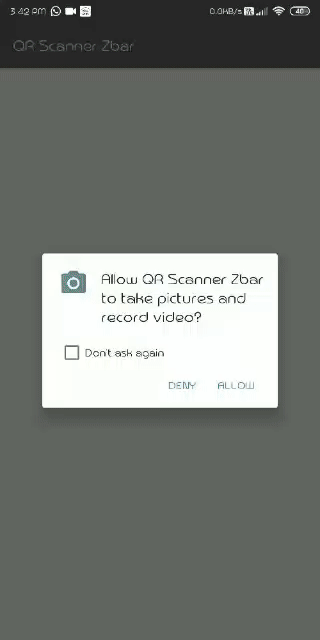 3:42 PM 0.0KB/s 40
QR Scanner Zbar
Allow QR Scanner Zbar
to take pictures and
record video?
Don't ask again
DENY ALLOW